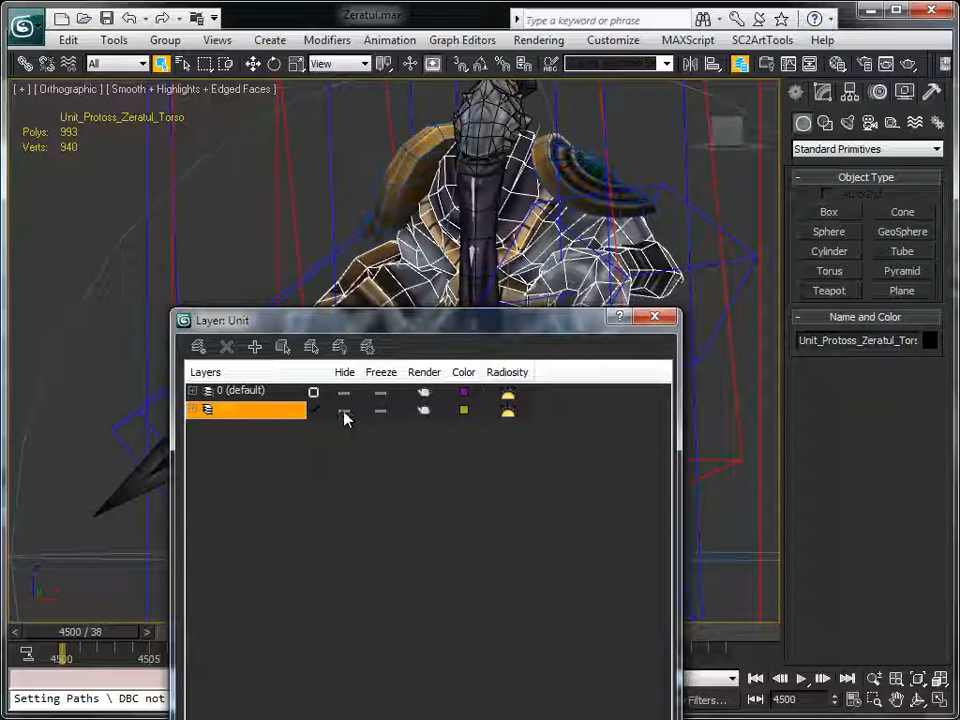 Zeratul.max
Type a keyword or phrase
Edit Tools Group Views Create Modifiers Animation Graph Editors Rendering Customize MAXScript SC2ArtTools Help
All
View
[ + ] [ Orthographic ] [ Smooth + Highlights + Edged Faces ]
Unit_Protoss_Zeratul_Torso
Polys: 993
Verts: 940
Standard Primitives
Object Type
AutoGrid
Box Cone
Sphere GeoSphere
Cylinder Tube
Torus Pyramid
Teapot Plane
Name and Color
Unit_Protoss_Zeratul_Torso
Layer: Unit
Layers Hide Freeze Render Color Radiosity
0 (default)
4500 / 38
4500 4505
Setting Paths \ DBC not
Filters...
4500